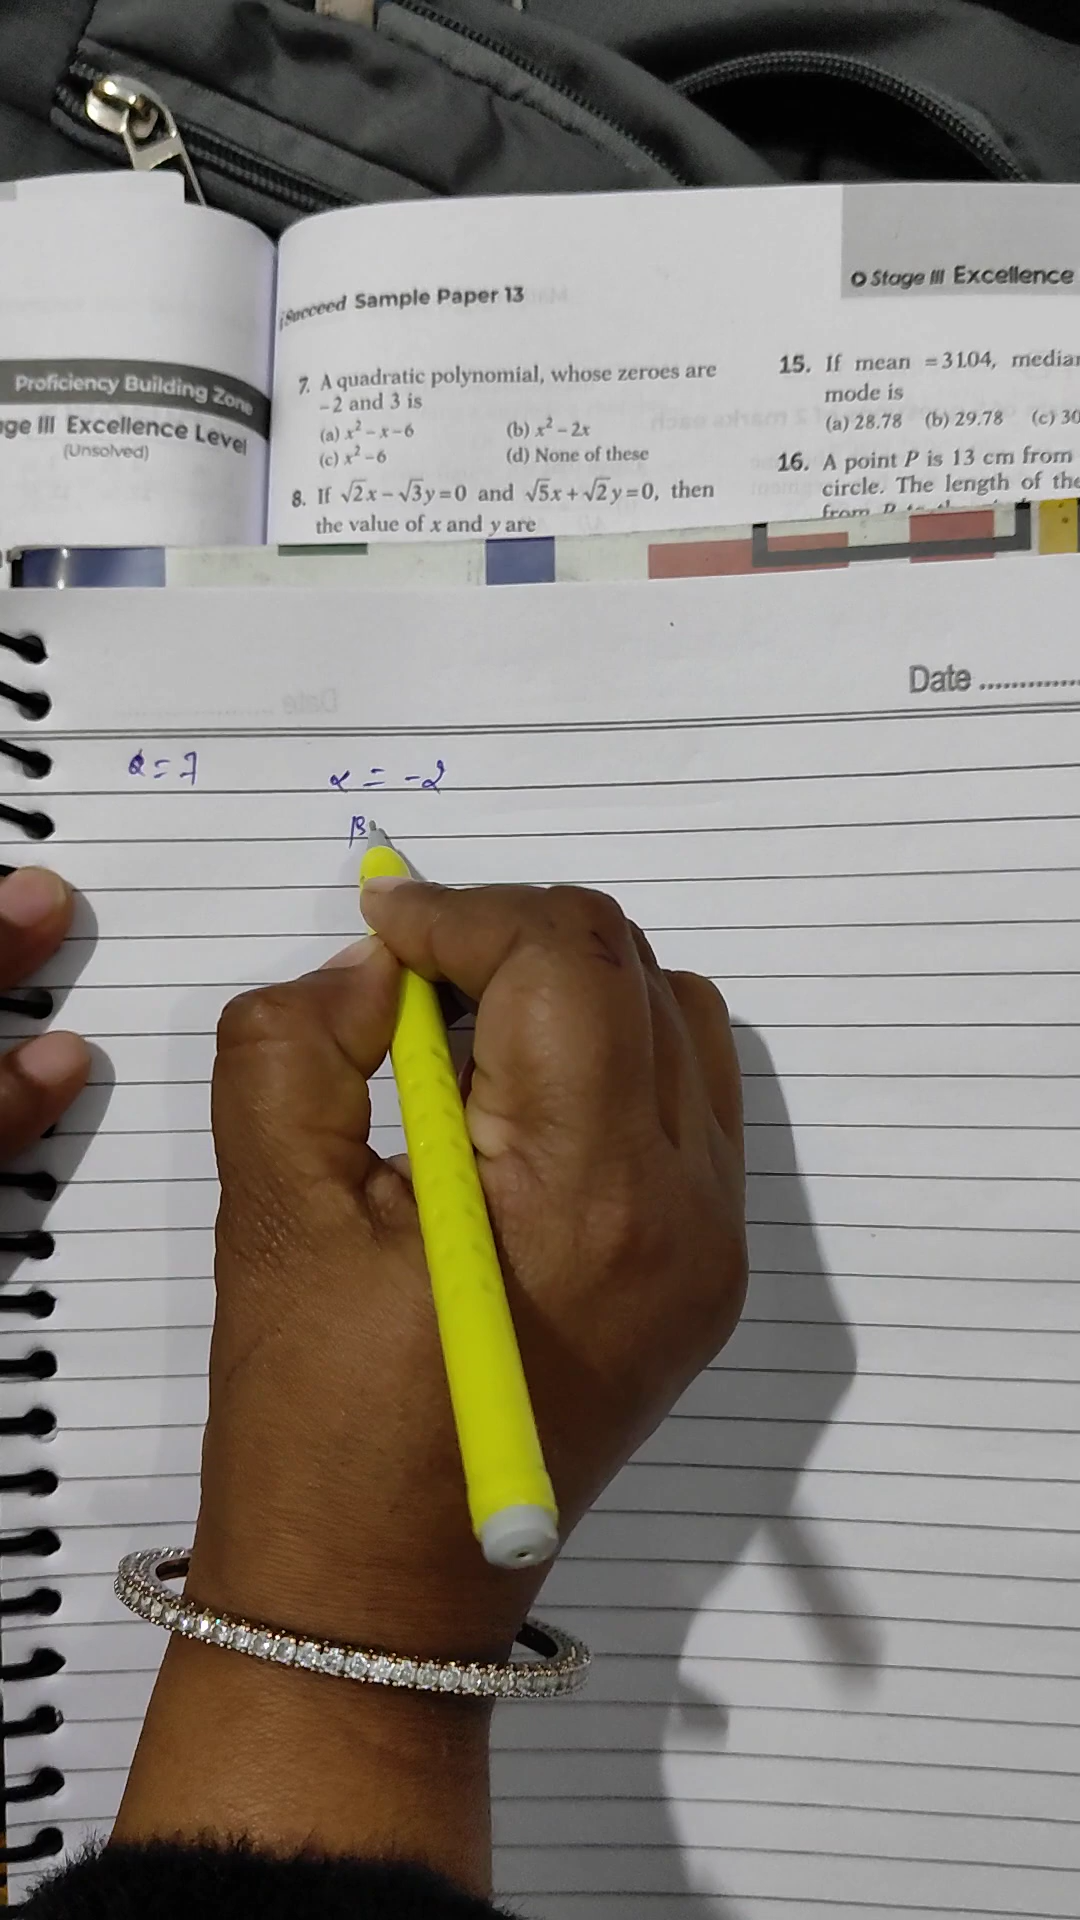 iSucceed Sample Paper 13
Stage III Excellence
Proficiency Building Zone
ge III Excellence Level
(Unsolved)
7. A quadratic polynomial, whose zeroes are
-2 and 3 is
(a) x² - x - 6 (b) x² - 2x
(c) x² - 6 (d) None of these
8. If √2x - √3y = 0 and √5x + √2y = 0, then
the value of x and y are
15. If mean = 31.04, median
mode is
(a) 28.78 (b) 29.78 (c) 30
16. A point P is 13 cm from
circle. The length of the
from
Date
Q = 7 α = -2
β